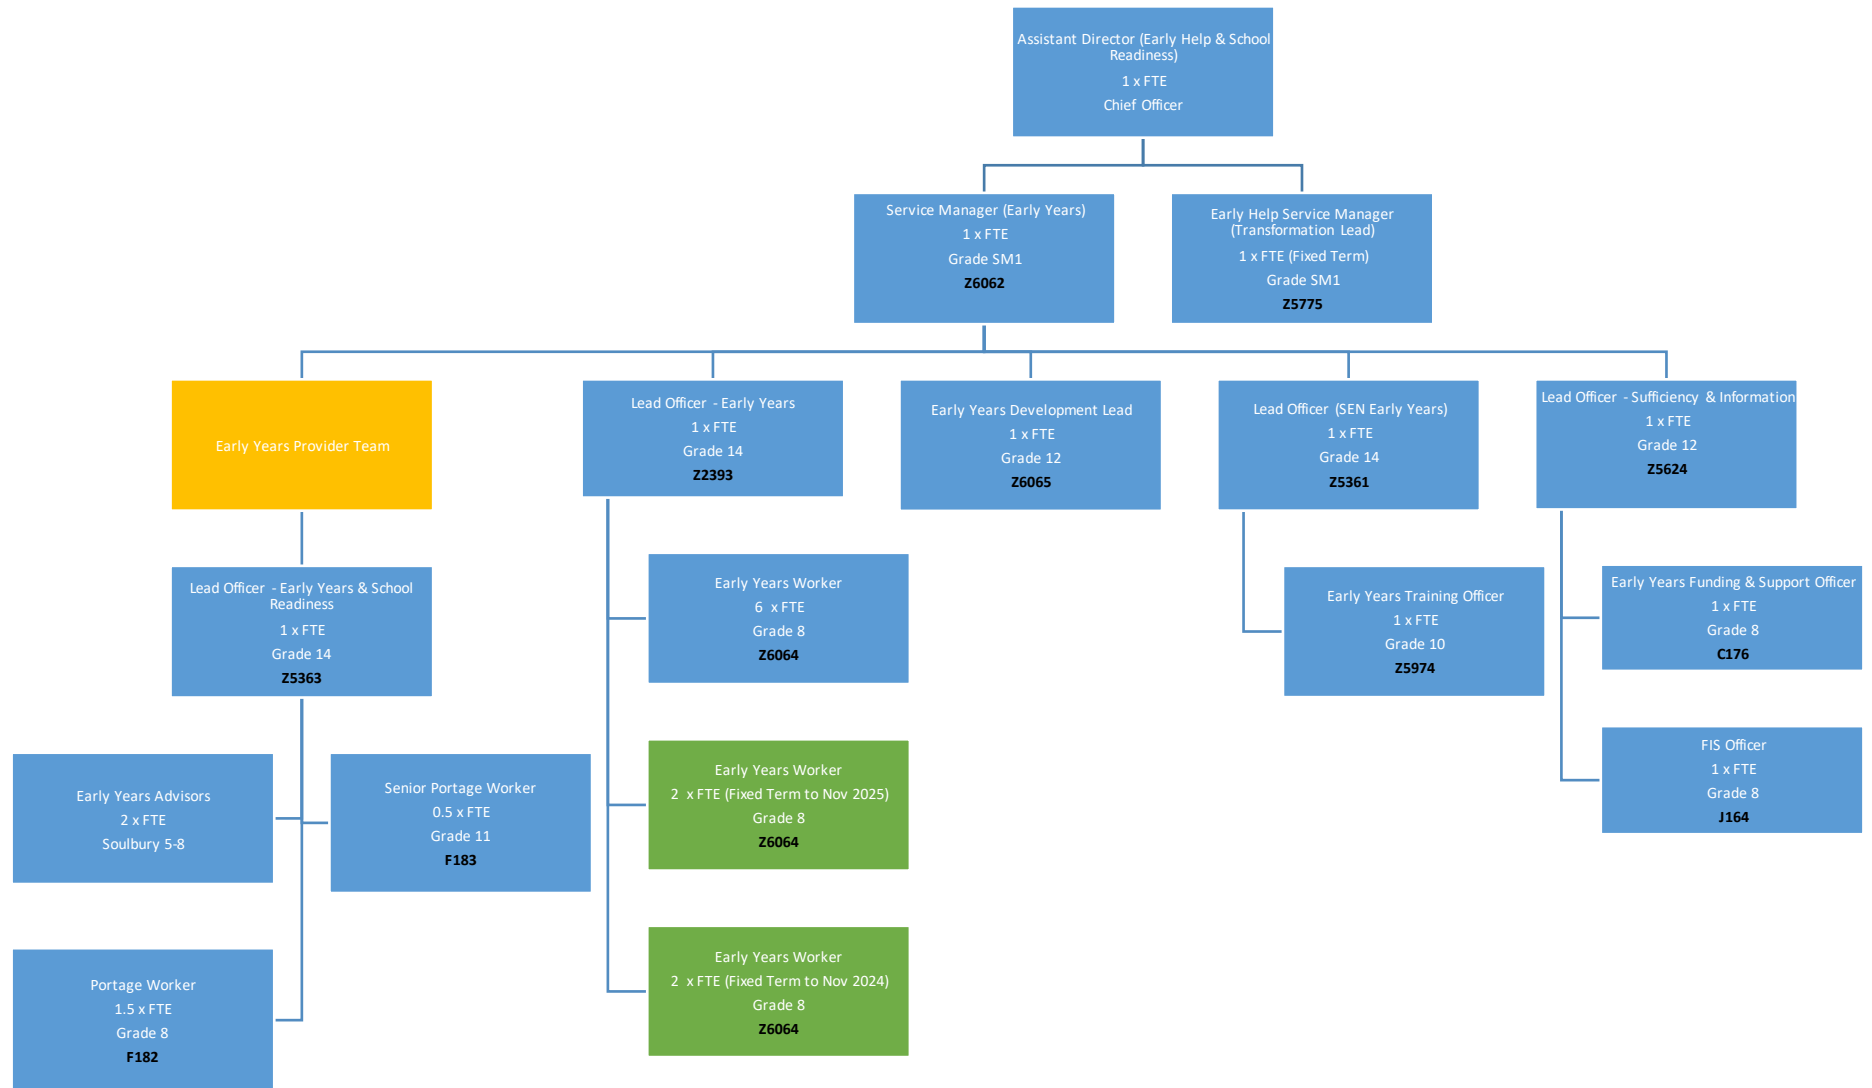 Assistant Director (Early Help & School
Readiness)
1 x FTE
Chief Officer
Service Manager (Early Years)
1 x FTE
Grade SM1
Z6062
Early Help Service Manager
(Transformation Lead)
1 x FTE (Fixed Term)
Grade SM1
Z5775
Early Years Provider Team
Lead Officer - Early Years
1 x FTE
Grade 14
Z2393
Early Years Development Lead
1 x FTE
Grade 12
Z6065
Lead Officer (SEN Early Years)
1 x FTE
Grade 14
Z5361
Lead Officer - Sufficiency & Information
1 x FTE
Grade 12
Z5624
Lead Officer - Early Years & School
Readiness
1 x FTE
Grade 14
Z5363
Early Years Worker
6 x FTE
Grade 8
Z6064
Early Years Training Officer
1 x FTE
Grade 10
Z5974
Early Years Funding & Support Officer
1 x FTE
Grade 8
C176
Early Years Advisors
2 x FTE
Soulbury 5-8
Senior Portage Worker
0.5 x FTE
Grade 11
F183
Early Years Worker
2 x FTE (Fixed Term to Nov 2025)
Grade 8
Z6064
FIS Officer
1 x FTE
Grade 8
J164
Portage Worker
1.5 x FTE
Grade 8
F182
Early Years Worker
2 x FTE (Fixed Term to Nov 2024)
Grade 8
Z6064